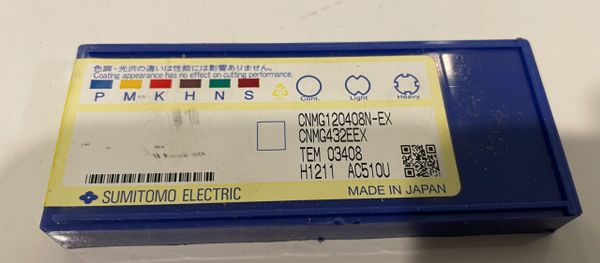 色調・光沢の違いは性能には影響ありません。
Coating appearance has no effect on cutting performance.
P M K H N S
Cont. Light Heavy
CNMG120408N-EX
CNMG432EEX
TEM 03408
H1211 AC510U
SUMITOMO ELECTRIC
MADE IN JAPAN